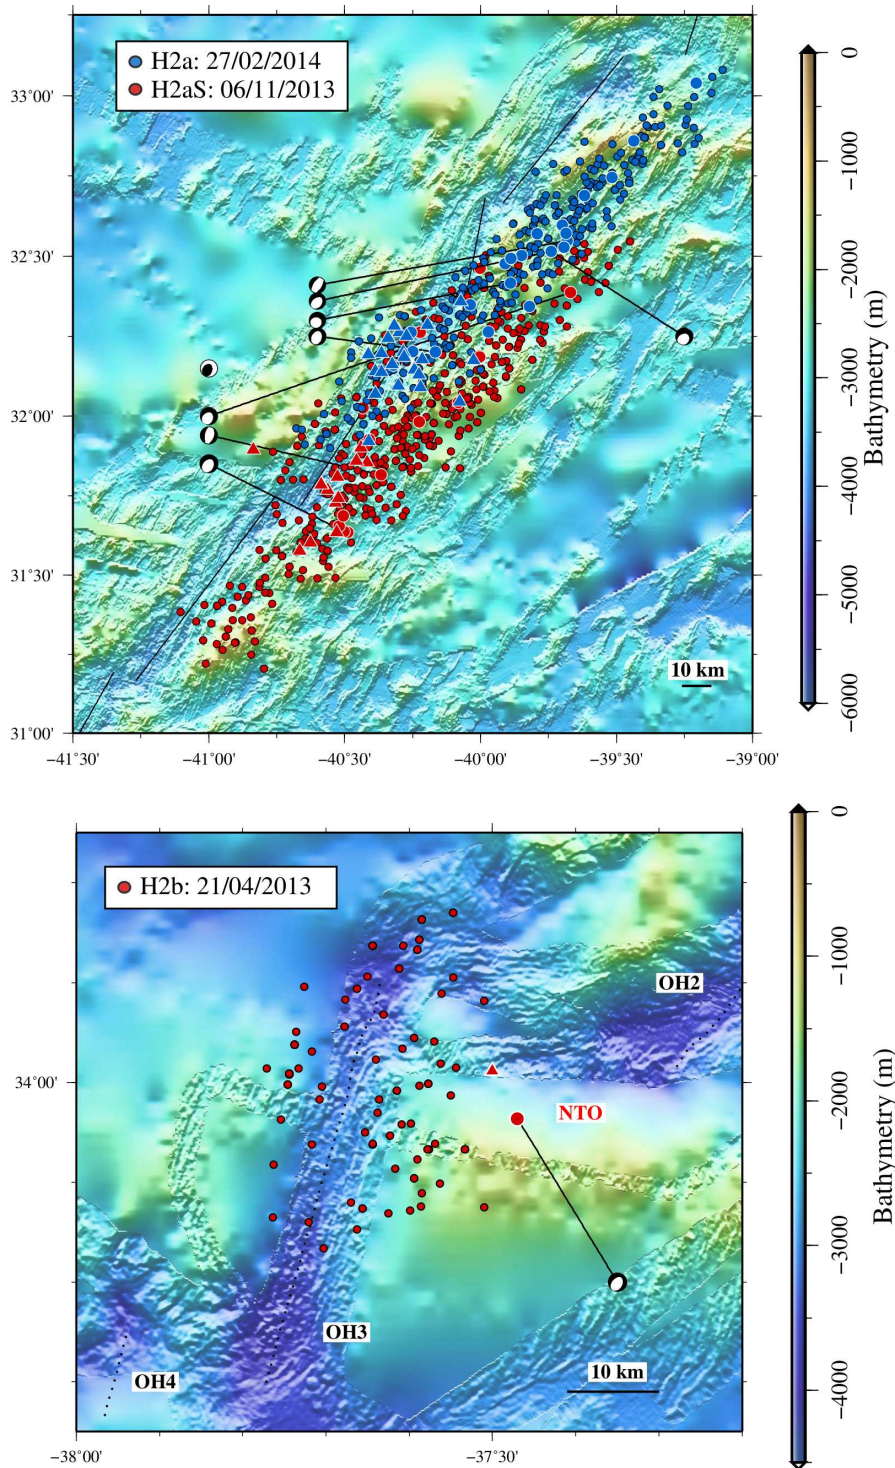 H2a: 27/02/2014
H2aS: 06/11/2013
33°00'
32°30'
32°00'
31°30'
31°00'
−41°30'
−41°00'
−40°30'
−40°00'
−39°30'
−39°00'
10 km
0
−1000
−2000
−3000
−4000
−5000
−6000
Bathymetry (m)
H2b: 21/04/2013
OH2
34°00'
NTO
OH3
OH4
10 km
−38°00'
−37°30'
0
−1000
−2000
−3000
−4000
Bathymetry (m)